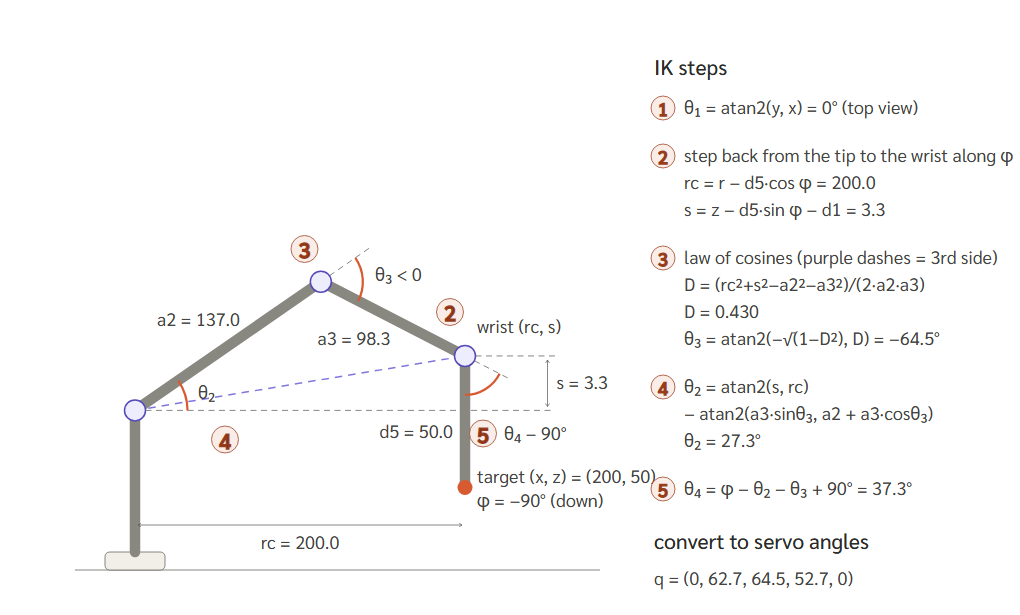 IK steps
1 θ₁ = atan2(y, x) = 0° (top view)
2 step back from the tip to the wrist along φ
rc = r − d5·cos φ = 200.0
s = z − d5·sin φ − d1 = 3.3
3 law of cosines (purple dashes = 3rd side)
D = (rc²+s²−a2²−a3²)/(2·a2·a3)
D = 0.430
θ₃ = atan2(−√(1−D²), D) = −64.5°
4 θ₂ = atan2(s, rc)
− atan2(a3·sinθ₃, a2 + a3·cosθ₃)
θ₂ = 27.3°
5 θ₄ = φ − θ₂ − θ₃ + 90° = 37.3°
convert to servo angles
q = (0, 62.7, 64.5, 52.7, 0)
3
θ₃ < 0
a2 = 137.0
2
wrist (rc, s)
a3 = 98.3
θ₂
s = 3.3
4
d5 = 50.0
5 θ₄ − 90°
target (x, z) = (200, 50)
φ = −90° (down)
rc = 200.0